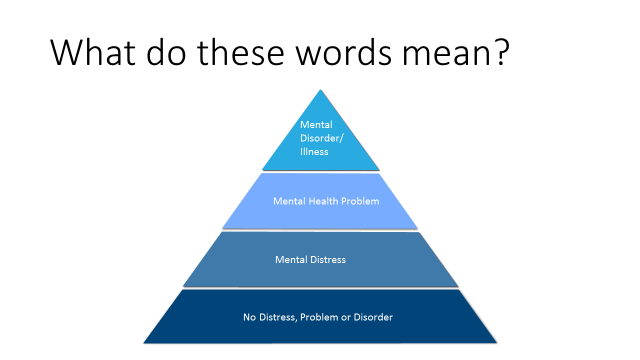 What do these words mean?
Mental
Disorder/
Illness
Mental Health Problem
Mental Distress
No Distress, Problem or Disorder